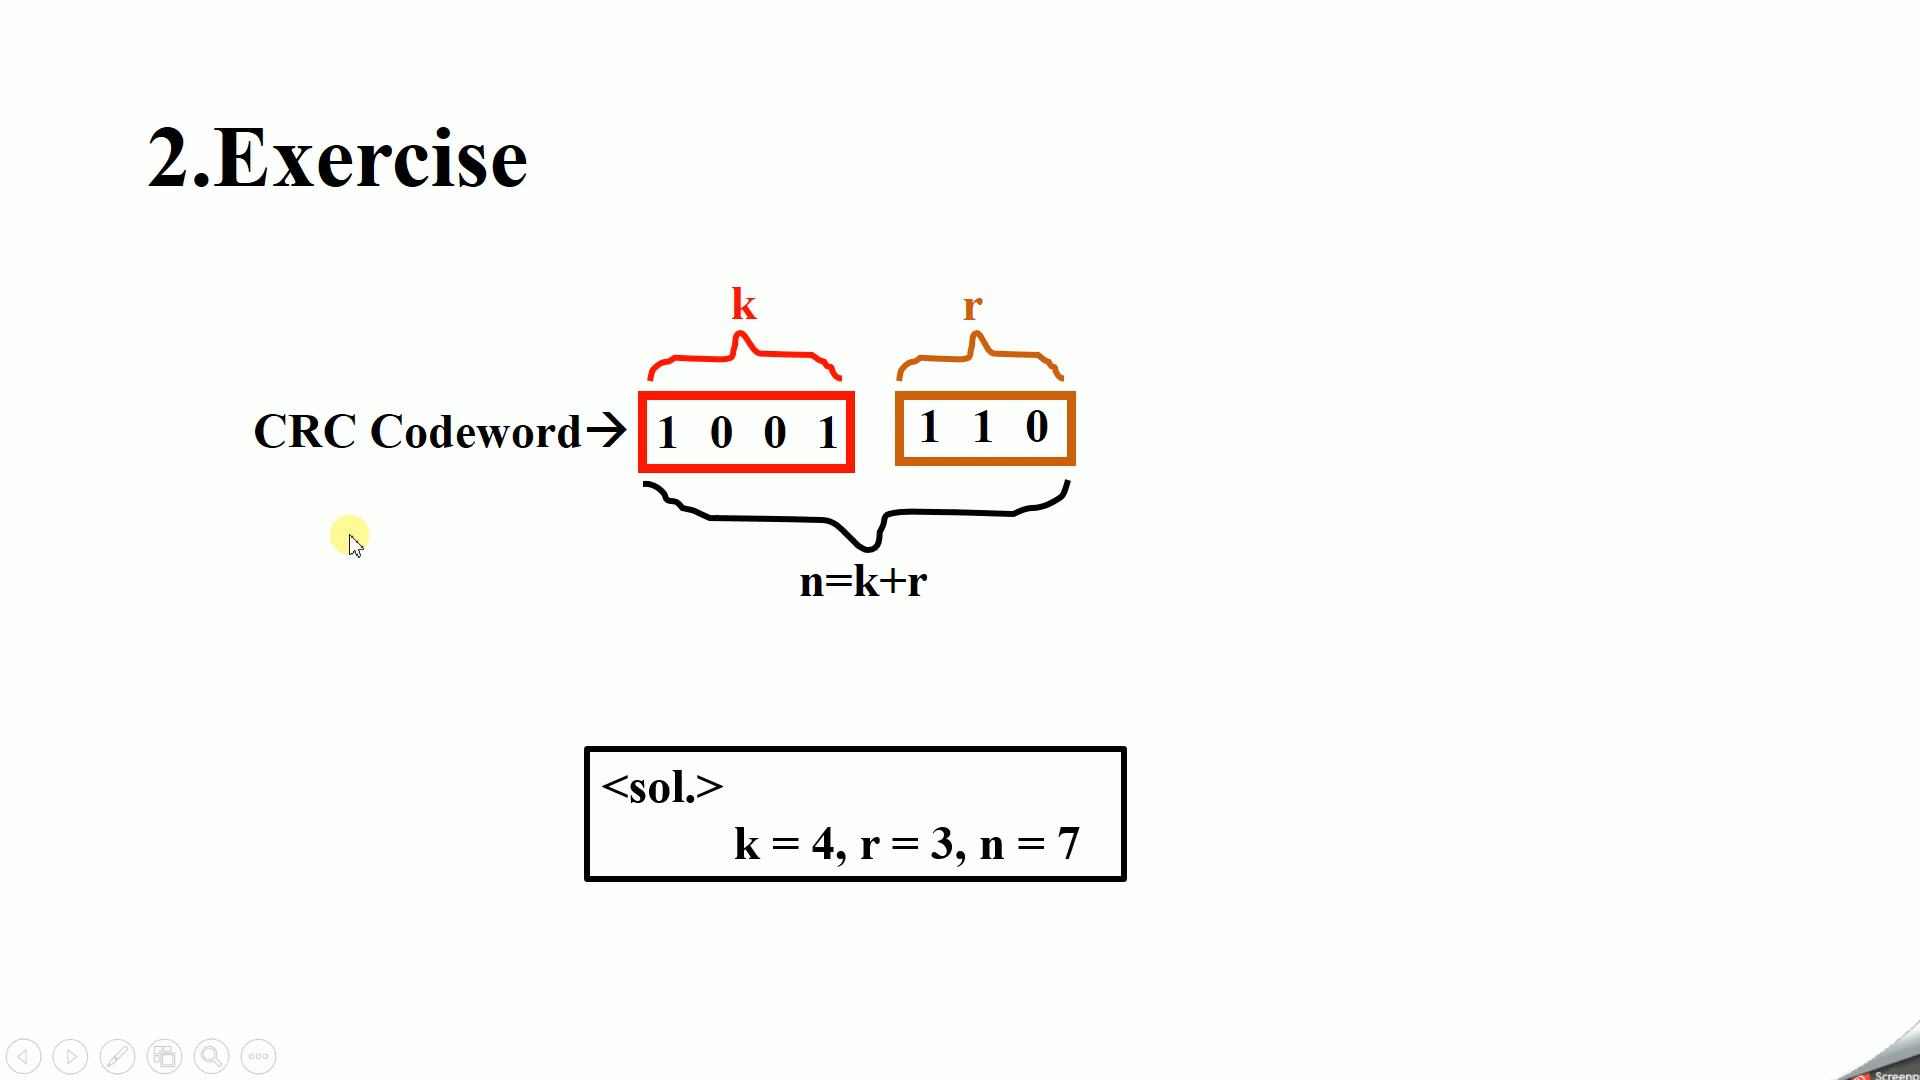 2.Exercise
k r
CRC Codeword→ 1 0 0 1 1 1 0
n=k+r
<sol.>
k = 4, r = 3, n = 7